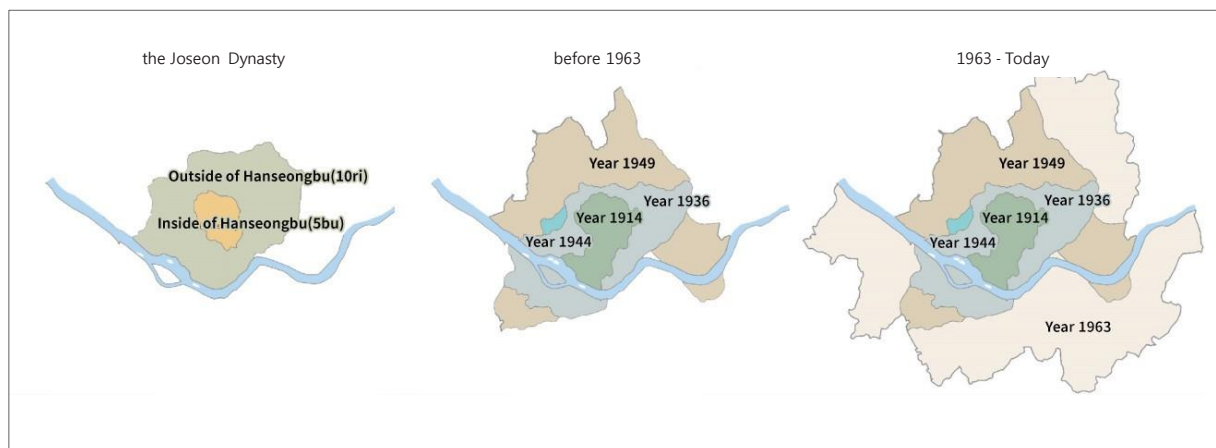 the Joseon Dynasty
Outside of Hanseongbu(10ri)
Inside of Hanseongbu(5bu)
before 1963
Year 1949
Year 1936
Year 1914
Year 1944
1963 - Today
Year 1949
Year 1936
Year 1914
Year 1944
Year 1963